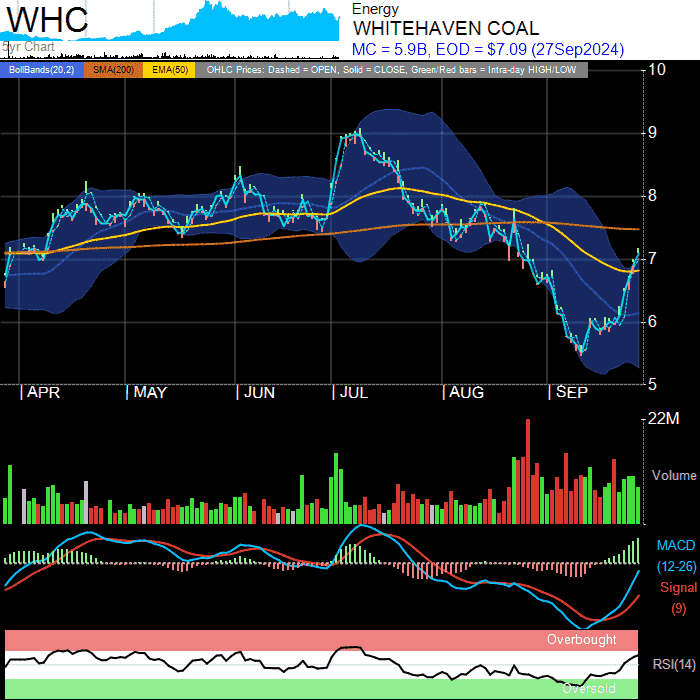 WHC
5yr Chart
Energy
WHITEHAVEN COAL
MC = 5.9B, EOD = $7.09 (27Sep2024)
BollBands(20,2) SMA(200) EMA(50) OHLC Prices: Dashed = OPEN, Solid = CLOSE, Green/Red bars = Intra-day HIGH/LOW
10
9
8
7
6
5
APR MAY JUN JUL AUG SEP
22M
Volume
MACD
(12-26)
Signal
(9)
Overbought
RSI(14)
Oversold